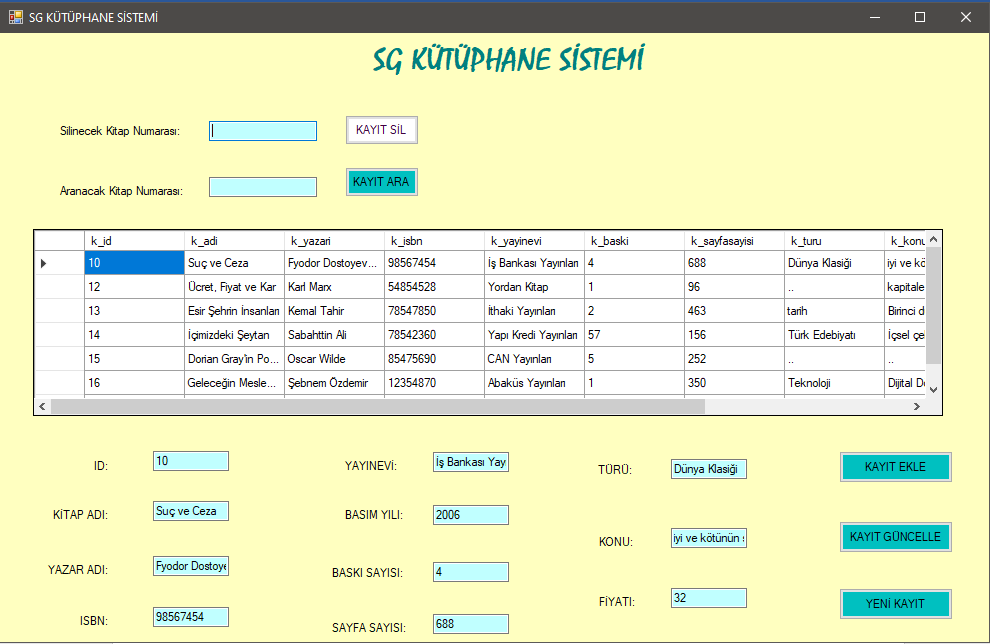 SG KÜTÜPHANE SİSTEMİ
SG KÜTÜPHANE SİSTEMİ
Silinecek Kitap Numarası: KAYIT SİL
Aranacak Kitap Numarası: KAYIT ARA
k_id k_adi k_yazari k_isbn k_yayinevi k_baski k_sayfasayisi k_turu k_konu
10 Suç ve Ceza Fyodor Dostoyev... 98567454 İş Bankası Yayınları 4 688 Dünya Klasiği iyi ve kö
12 Ücret, Fiyat ve Kar Karl Marx 54854528 Yordan Kitap 1 96 .. kapitale
13 Esir Şehrin İnsanları Kemal Tahir 78547850 İthaki Yayınları 2 463 tarih Birinci d
14 İçimizdeki Şeytan Sabahttin Ali 78542360 Yapı Kredi Yayınları 57 156 Türk Edebiyatı İçsel çe
15 Dorian Gray'in Po... Oscar Wilde 85475690 CAN Yayınları 5 252 .. ..
16 Geleceğin Mesle... Şebnem Özdemir 12354870 Abaküs Yayınları 1 350 Teknoloji Dijital D
ID: 10 YAYINEVİ: İş Bankası Yay TÜRÜ: Dünya Klasiği KAYIT EKLE
KİTAP ADI: Suç ve Ceza BASIM YILI: 2006 KONU: iyi ve kötünün KAYIT GÜNCELLE
YAZAR ADI: Fyodor Dostoye BASKI SAYISI: 4 FİYATI: 32 YENİ KAYIT
ISBN: 98567454 SAYFA SAYISI: 688